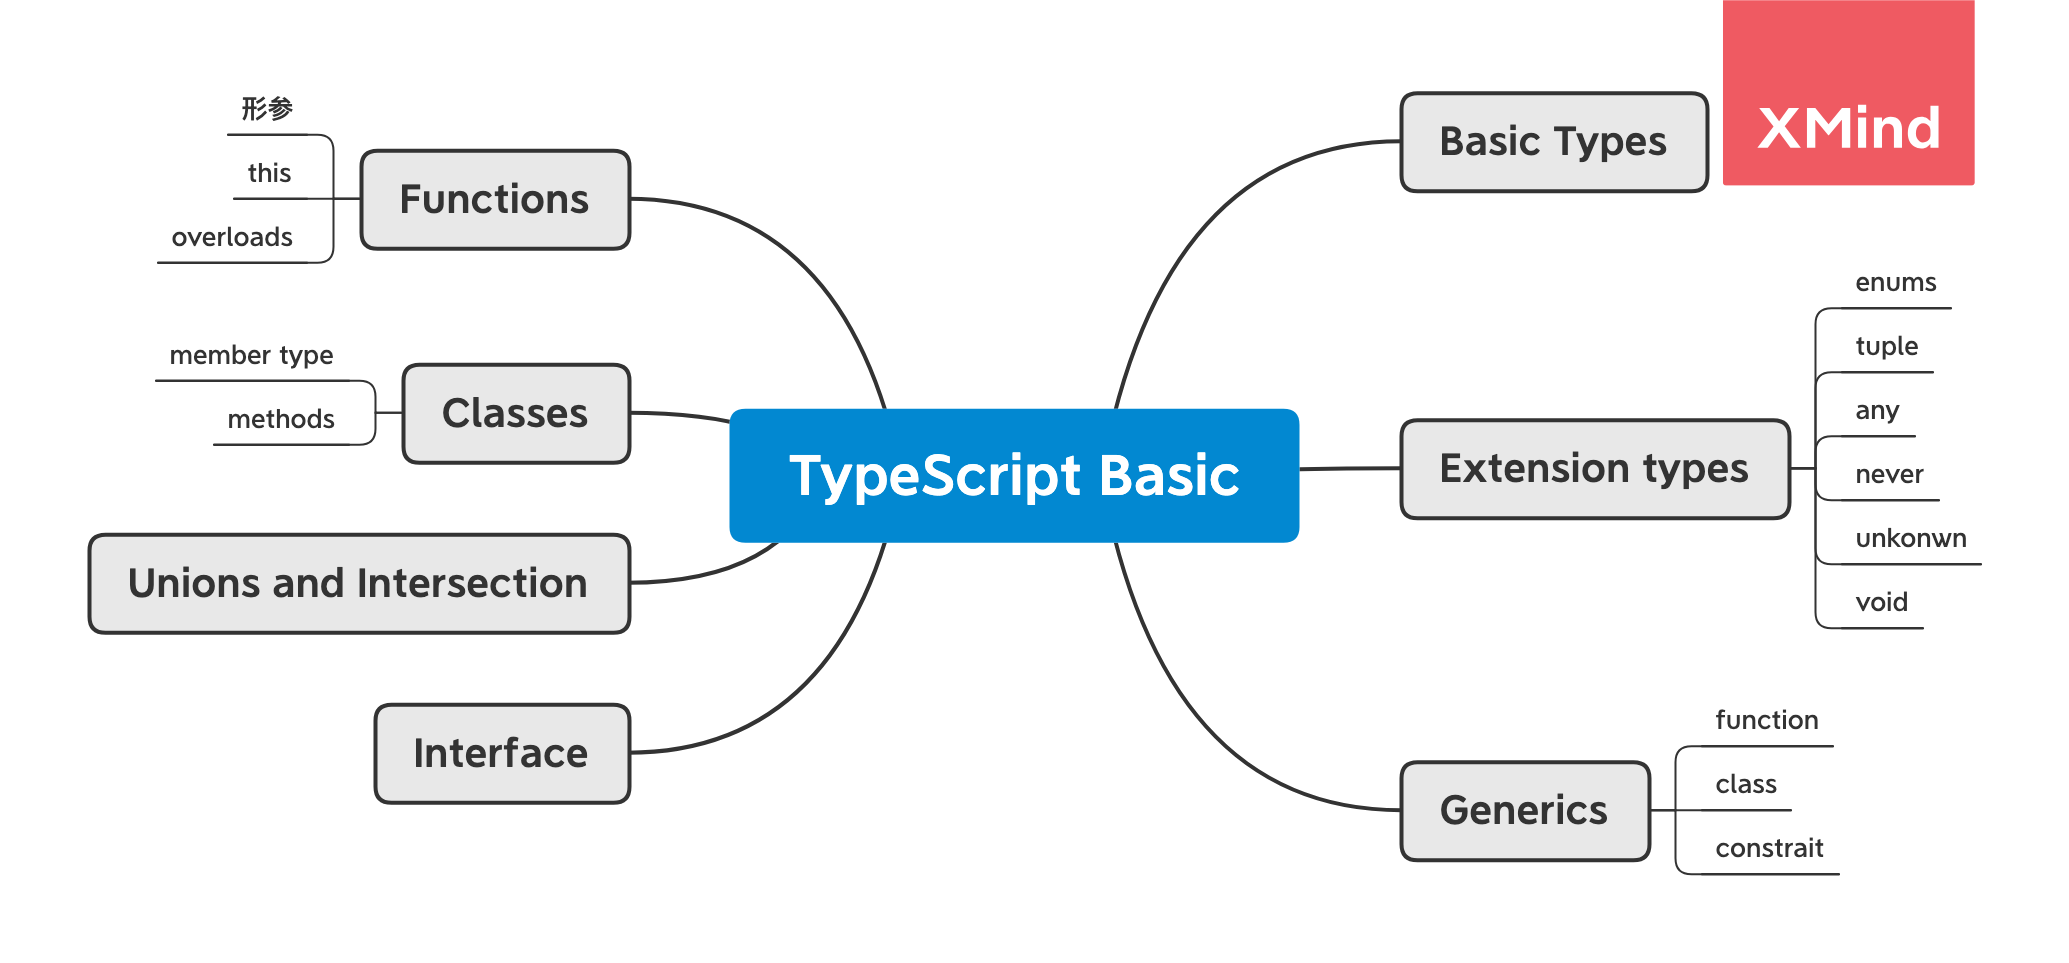 XMind
TypeScript Basic
Basic Types
Extension types
enums
tuple
any
never
unkonwn
void
Generics
function
class
constrait
Functions
形参
this
overloads
Classes
member type
methods
Unions and Intersection
Interface